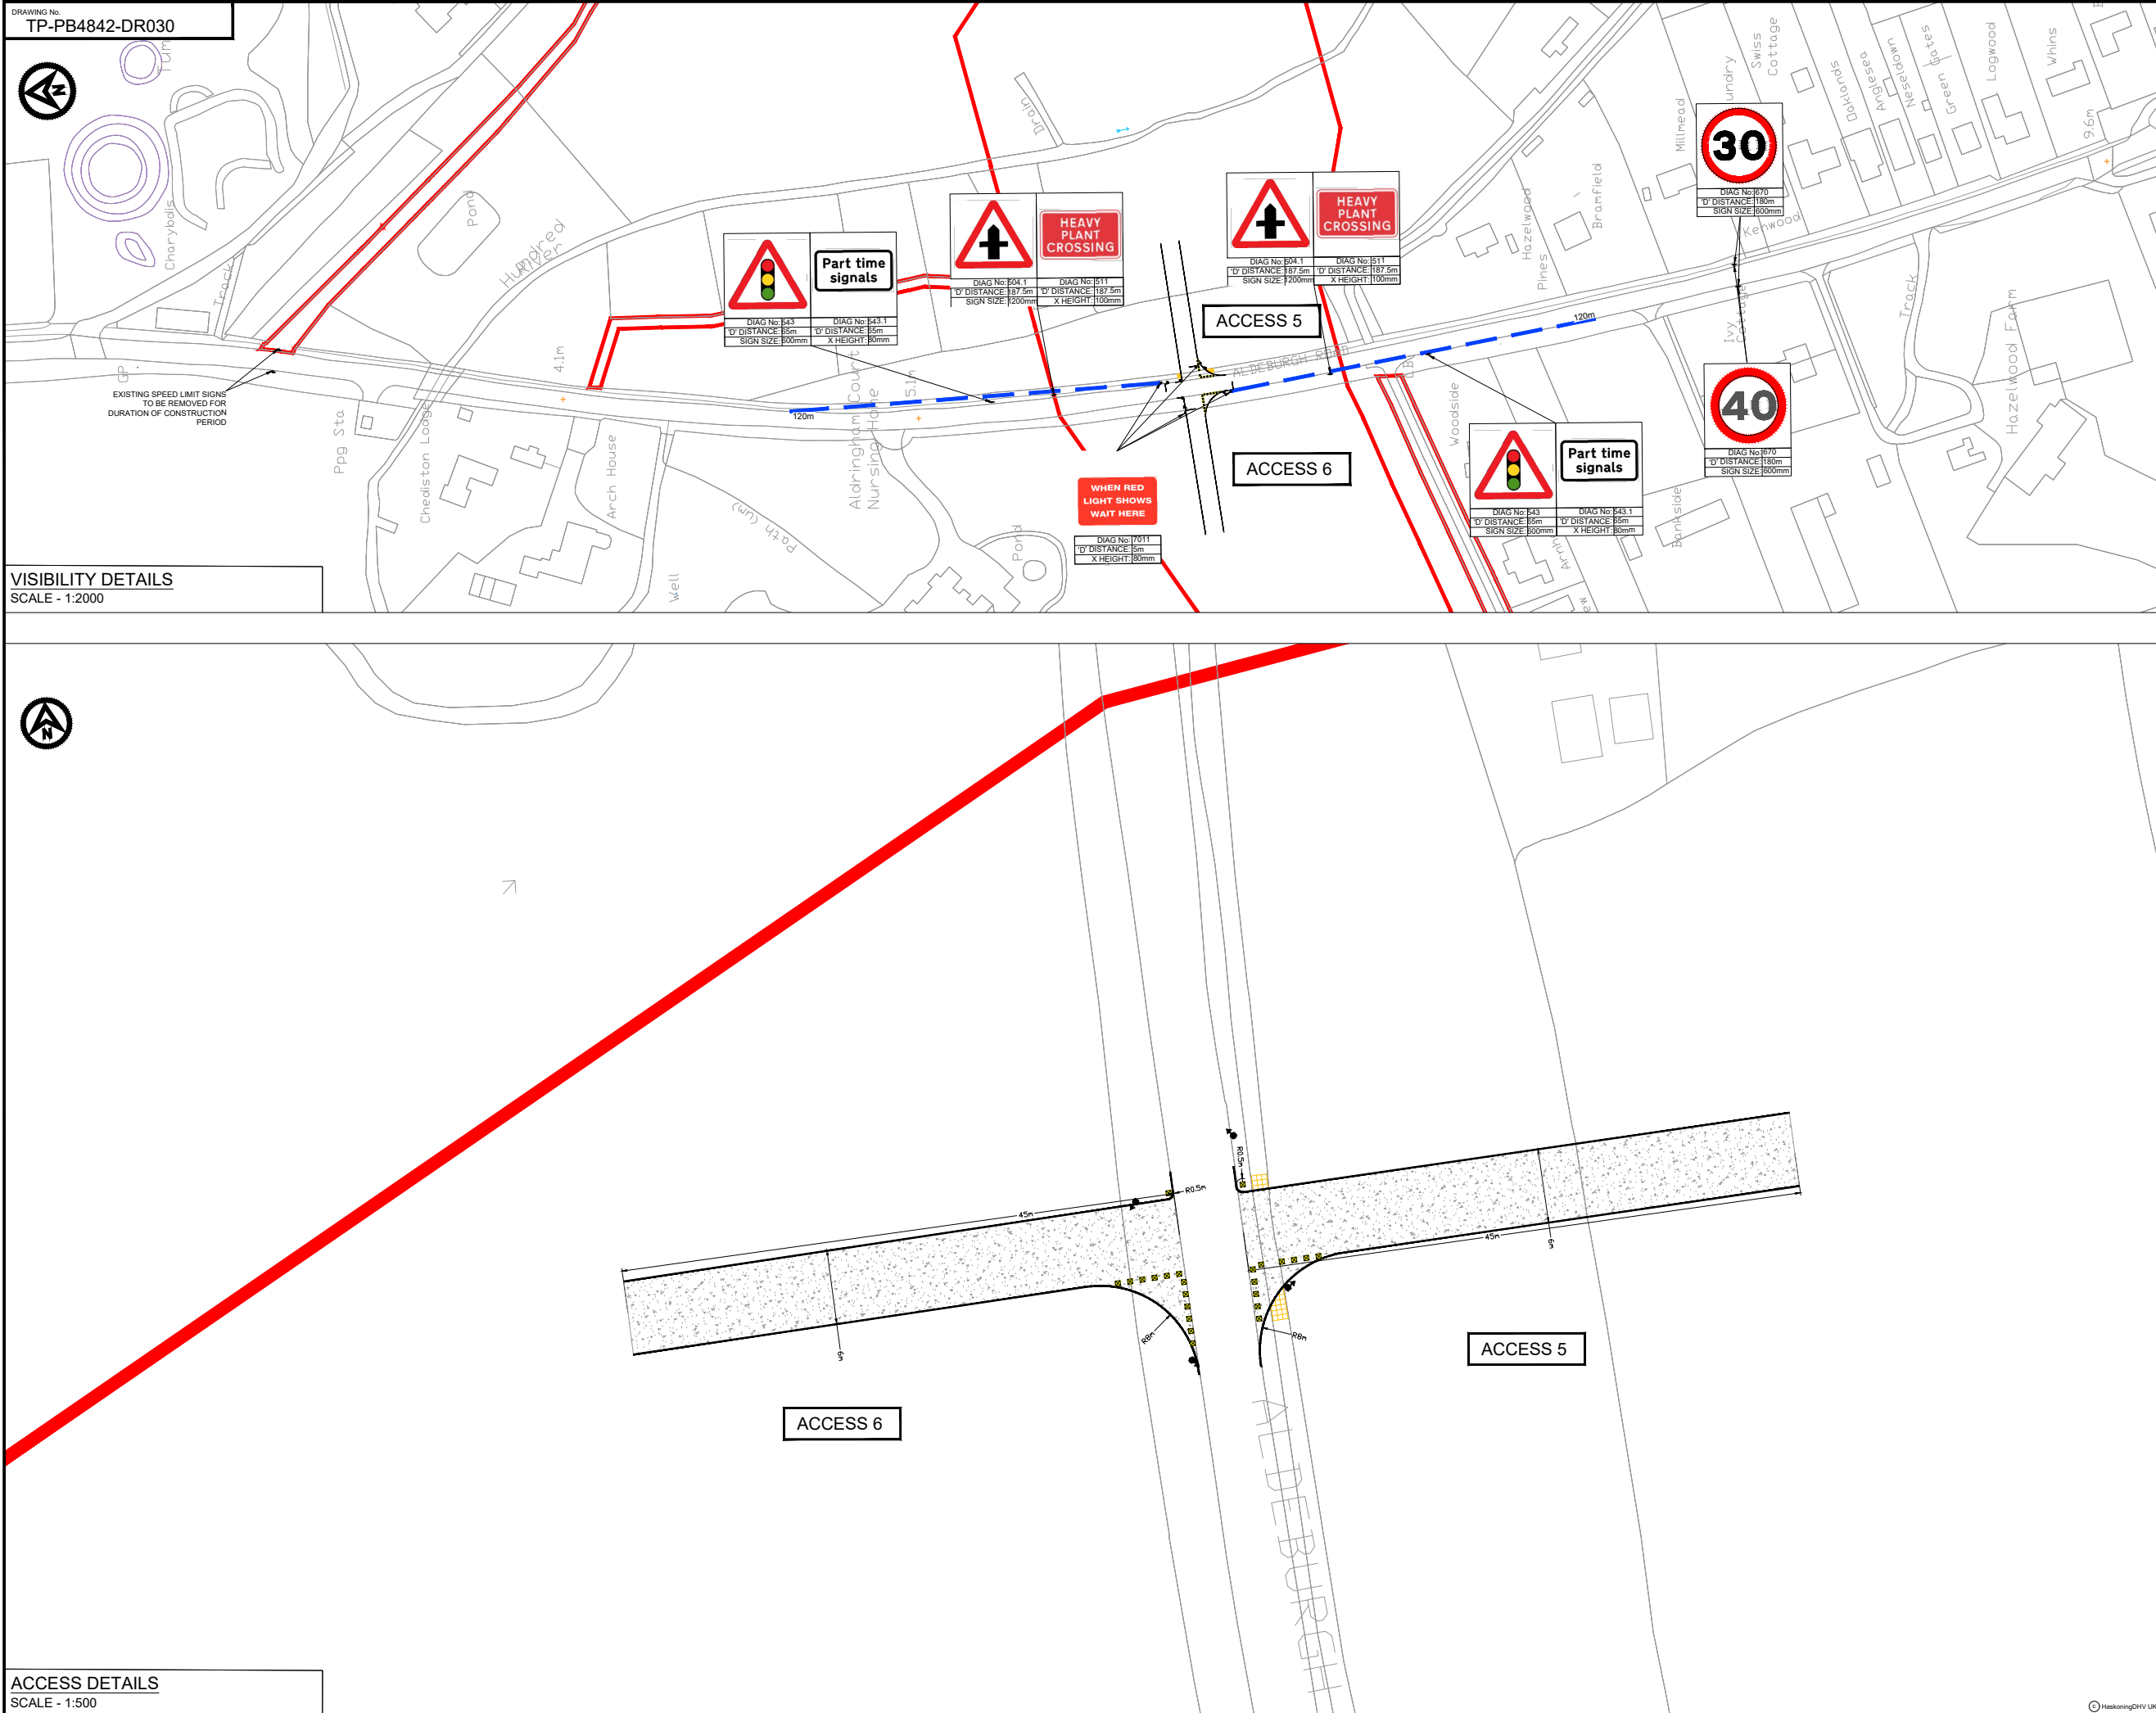 DRAWING No.
TP-PB4842-DR030
N
Charybdis
Track
Pond
Hundred
River
Drain
GP
EXISTING SPEED LIMIT SIGNS
TO BE REMOVED FOR
DURATION OF CONSTRUCTION
PERIOD
Ppg Sta
Chediston Lodge
4.1m
Arch House
Well
Path (um)
Aldringham Court
Nursing Home
5.1m
Pond
Part time
signals
DIAG No: 543
DIAG No: 543.1
'D' DISTANCE: 65m
'D' DISTANCE: 65m
SIGN SIZE: 600mm
X HEIGHT: 80mm
HEAVY
PLANT
CROSSING
DIAG No: 504.1
DIAG No: 511
'D' DISTANCE: 187.5m
'D' DISTANCE: 187.5m
SIGN SIZE: 1200mm
X HEIGHT: 100mm
HEAVY
PLANT
CROSSING
DIAG No: 504.1
DIAG No: 511
'D' DISTANCE: 187.5m
'D' DISTANCE: 187.5m
SIGN SIZE: 1200mm
X HEIGHT: 100mm
ACCESS 5
ALDEBURGH ROAD
120m
120m
ACCESS 6
WHEN RED
LIGHT SHOWS
WAIT HERE
DIAG No: 7011
'D' DISTANCE: 5m
X HEIGHT: 80mm
Hazelwood
Pines
Bramfield
Millmead
Swiss
Cottage
Oaklands
Anglesea
Neseldown
Green Gates
Logwood
Whins
9.6m
30
DIAG No: 670
'D' DISTANCE: 180m
SIGN SIZE: 600mm
Kenwood
Ivy
Cottage
Track
Hazelwood Farm
40
DIAG No: 670
'D' DISTANCE: 180m
SIGN SIZE: 600mm
Woodside
Part time
signals
DIAG No: 543
DIAG No: 543.1
'D' DISTANCE: 65m
'D' DISTANCE: 65m
SIGN SIZE: 600mm
X HEIGHT: 80mm
Bankside
VISIBILITY DETAILS
SCALE - 1:2000
N
R0.5m
R0.5m
45m
45m
6m
6m
R8m
R8m
ACCESS 5
ACCESS 6
ALDEBURGH
ACCESS DETAILS
SCALE - 1:500
© HaskoningDHV UK